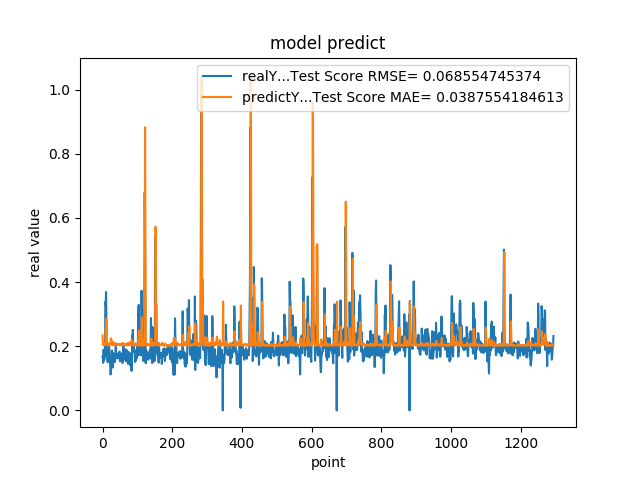 model predict
realY...Test Score RMSE= 0.068554745374
predictY...Test Score MAE= 0.0387554184613
1.0
0.8
0.6
0.4
0.2
0.0
real value
0 200 400 600 800 1000 1200
point